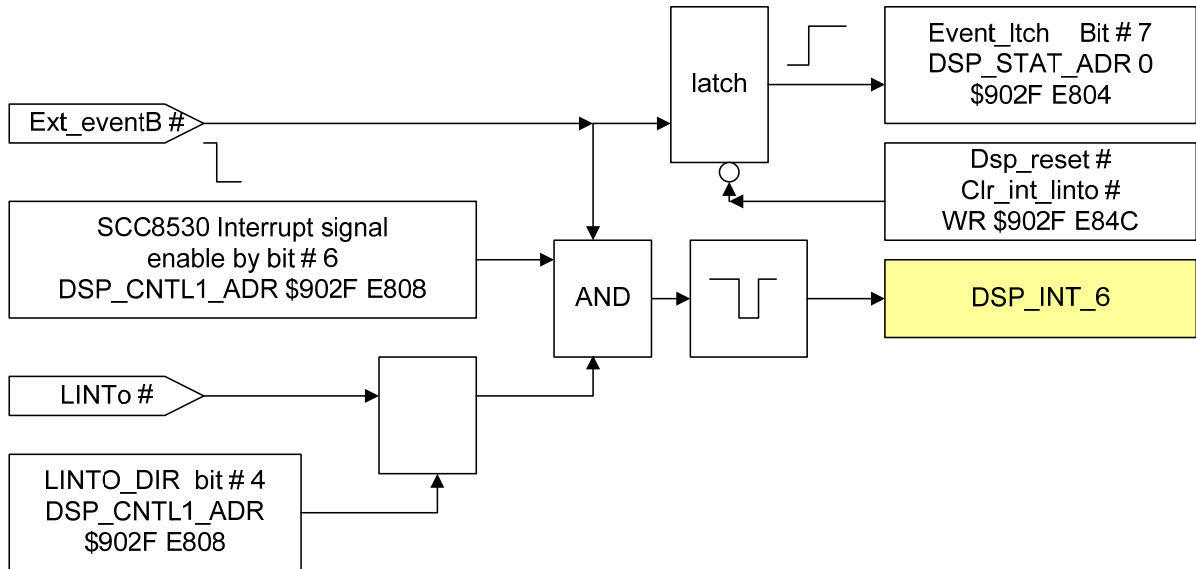 Event_ltch Bit # 7
DSP_STAT_ADR 0
$902F E804
latch
Ext_eventB #
Dsp_reset #
Clr_int_linto #
WR $902F E84C
SCC8530 Interrupt signal
enable by bit # 6
DSP_CNTL1_ADR $902F E808
AND
DSP_INT_6
LINTo #
LINTO_DIR bit # 4
DSP_CNTL1_ADR
$902F E808